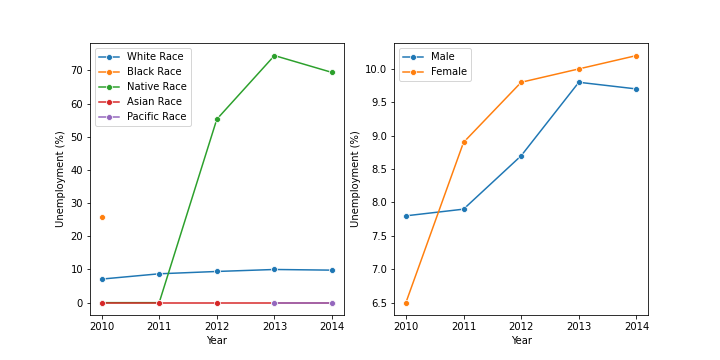 White Race
Black Race
Native Race
Asian Race
Pacific Race
Unemployment (%)
70
60
50
40
30
20
10
0
2010 2011 2012 2013 2014
Year
Male
Female
Unemployment (%)
10.0
9.5
9.0
8.5
8.0
7.5
7.0
6.5
2010 2011 2012 2013 2014
Year